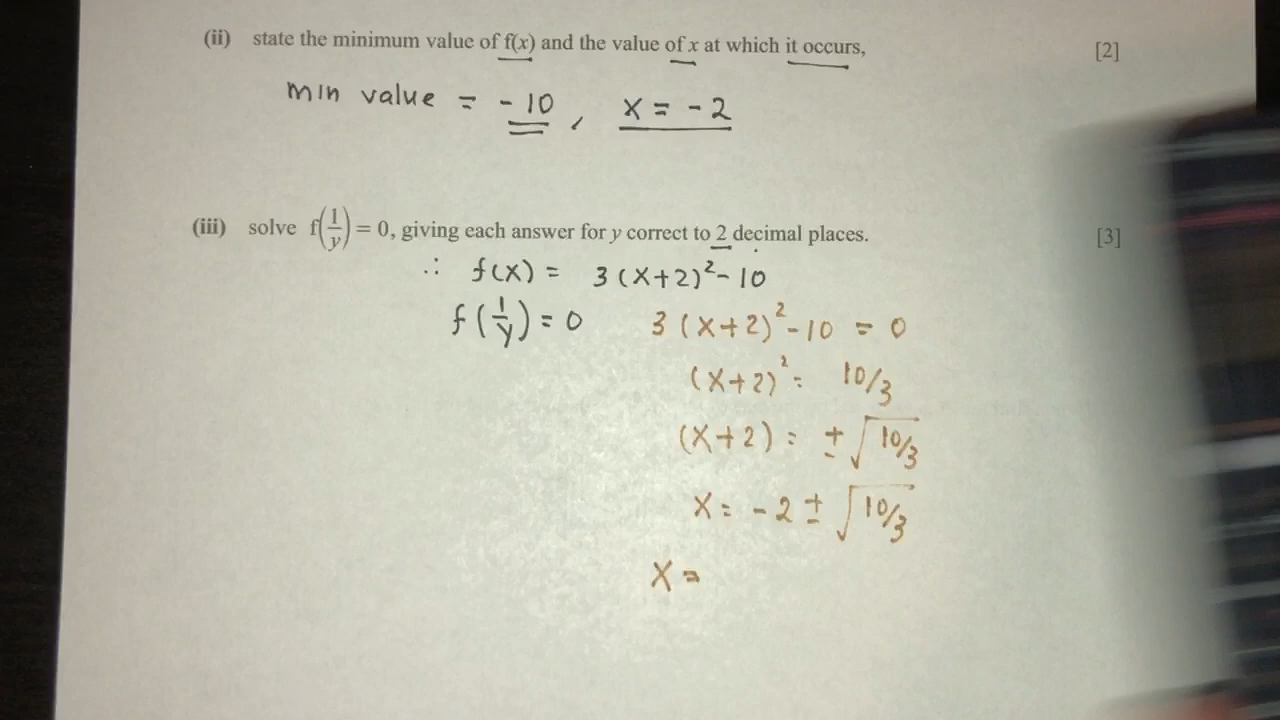 (ii) state the minimum value of f(x) and the value of x at which it occurs, [2]
min value = -10, x = -2
(iii) solve f(1/y) = 0, giving each answer for y correct to 2 decimal places. [3]
∴ f(x) = 3(x+2)²-10
f(1/y) = 0 3(x+2)²-10 = 0
(x+2)² = 10/3
(x+2) = ±√10/3
x = -2 ± √10/3
x =